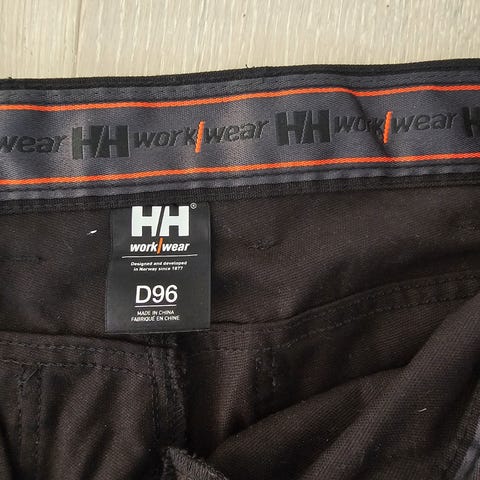 wear HH work/wear HH work/wear H
HH®
work/wear
Designed and developed
in Norway since 1877
D96
MADE IN CHINA
FABRIQUÉ EN CHINE